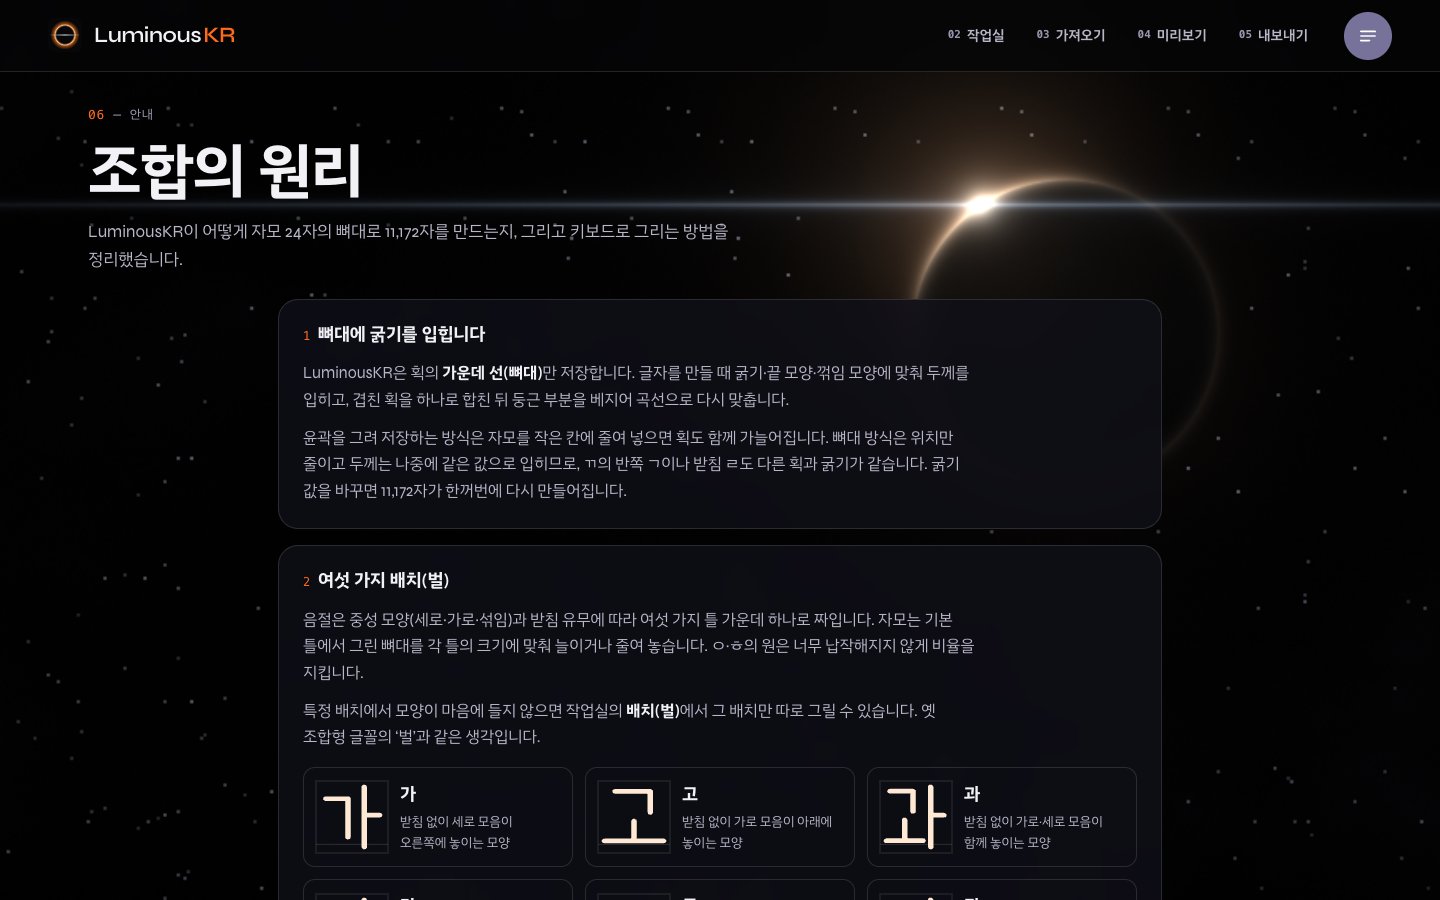 LuminousKR
02 작업실
03 가져오기
04 미리보기
05 내보내기
06 — 안내
조합의 원리
LuminousKR이 어떻게 자모 24자의 뼈대로 11,172자를 만드는지, 그리고 키보드로 그리는 방법을
정리했습니다.
1 뼈대에 굵기를 입힙니다
LuminousKR은 획의 가운데 선(뼈대)만 저장합니다. 글자를 만들 때 굵기·끝 모양·꺾임 모양에 맞춰 두께를
입히고, 겹친 획을 하나로 합친 뒤 둥근 부분을 베지어 곡선으로 다시 맞춥니다.
윤곽을 그려 저장하는 방식은 자모를 작은 칸에 줄여 넣으면 획도 함께 가늘어집니다. 뼈대 방식은 위치만
줄이고 두께는 나중에 같은 값으로 입히므로, ㄲ의 반쪽 ㄱ이나 받침 ㄹ도 다른 획과 굵기가 같습니다. 굵기
값을 바꾸면 11,172자가 한꺼번에 다시 만들어집니다.
2 여섯 가지 배치(벌)
음절은 중성 모양(세로·가로·섞임)과 받침 유무에 따라 여섯 가지 틀 가운데 하나로 짜입니다. 자모는 기본
틀에서 그린 뼈대를 각 틀의 크기에 맞춰 늘이거나 줄여 놓습니다. ㅇ·ㅎ의 원은 너무 납작해지지 않게 비율을
지킵니다.
특정 배치에서 모양이 마음에 들지 않으면 작업실의 배치(벌)에서 그 배치만 따로 그릴 수 있습니다. 옛
조합형 글꼴의 ‘벌’과 같은 생각입니다.
가
가
받침 없이 세로 모음이
오른쪽에 놓이는 모양
고
고
받침 없이 가로 모음이 아래에
놓이는 모양
과
과
받침 없이 가로·세로 모음이
함께 놓이는 모양